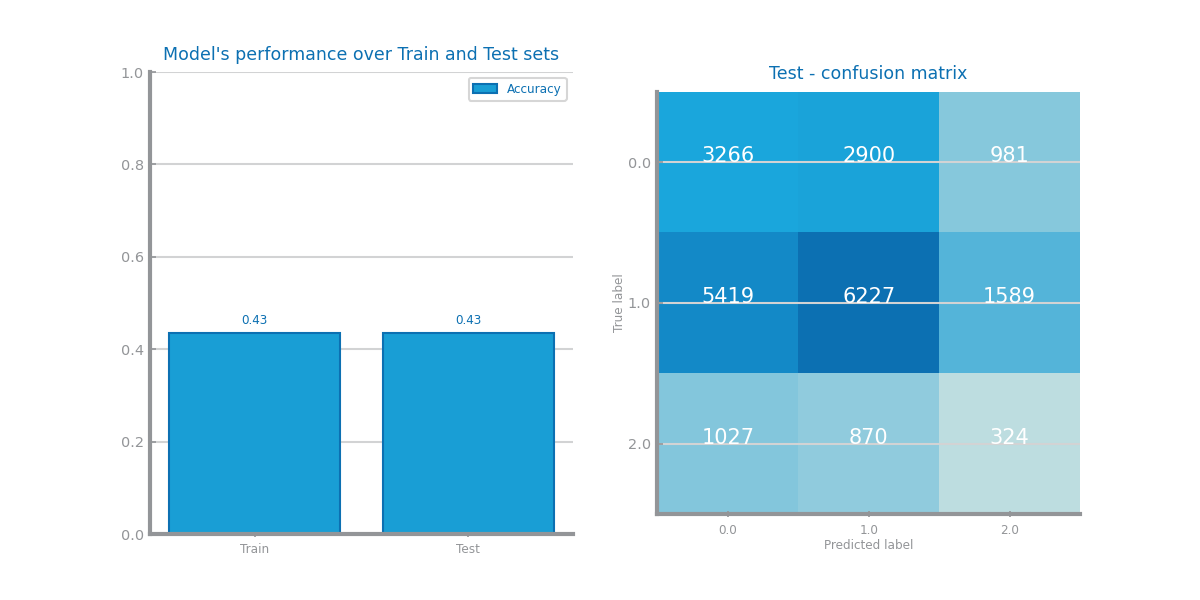 Model's performance over Train and Test sets
1.0
Accuracy
0.8
0.6
0.43 0.43
0.4
0.2
0.0
Train Test
Test - confusion matrix
0.0 3266 2900 981
True label
1.0 5419 6227 1589
2.0 1027 870 324
0.0 1.0 2.0
Predicted label